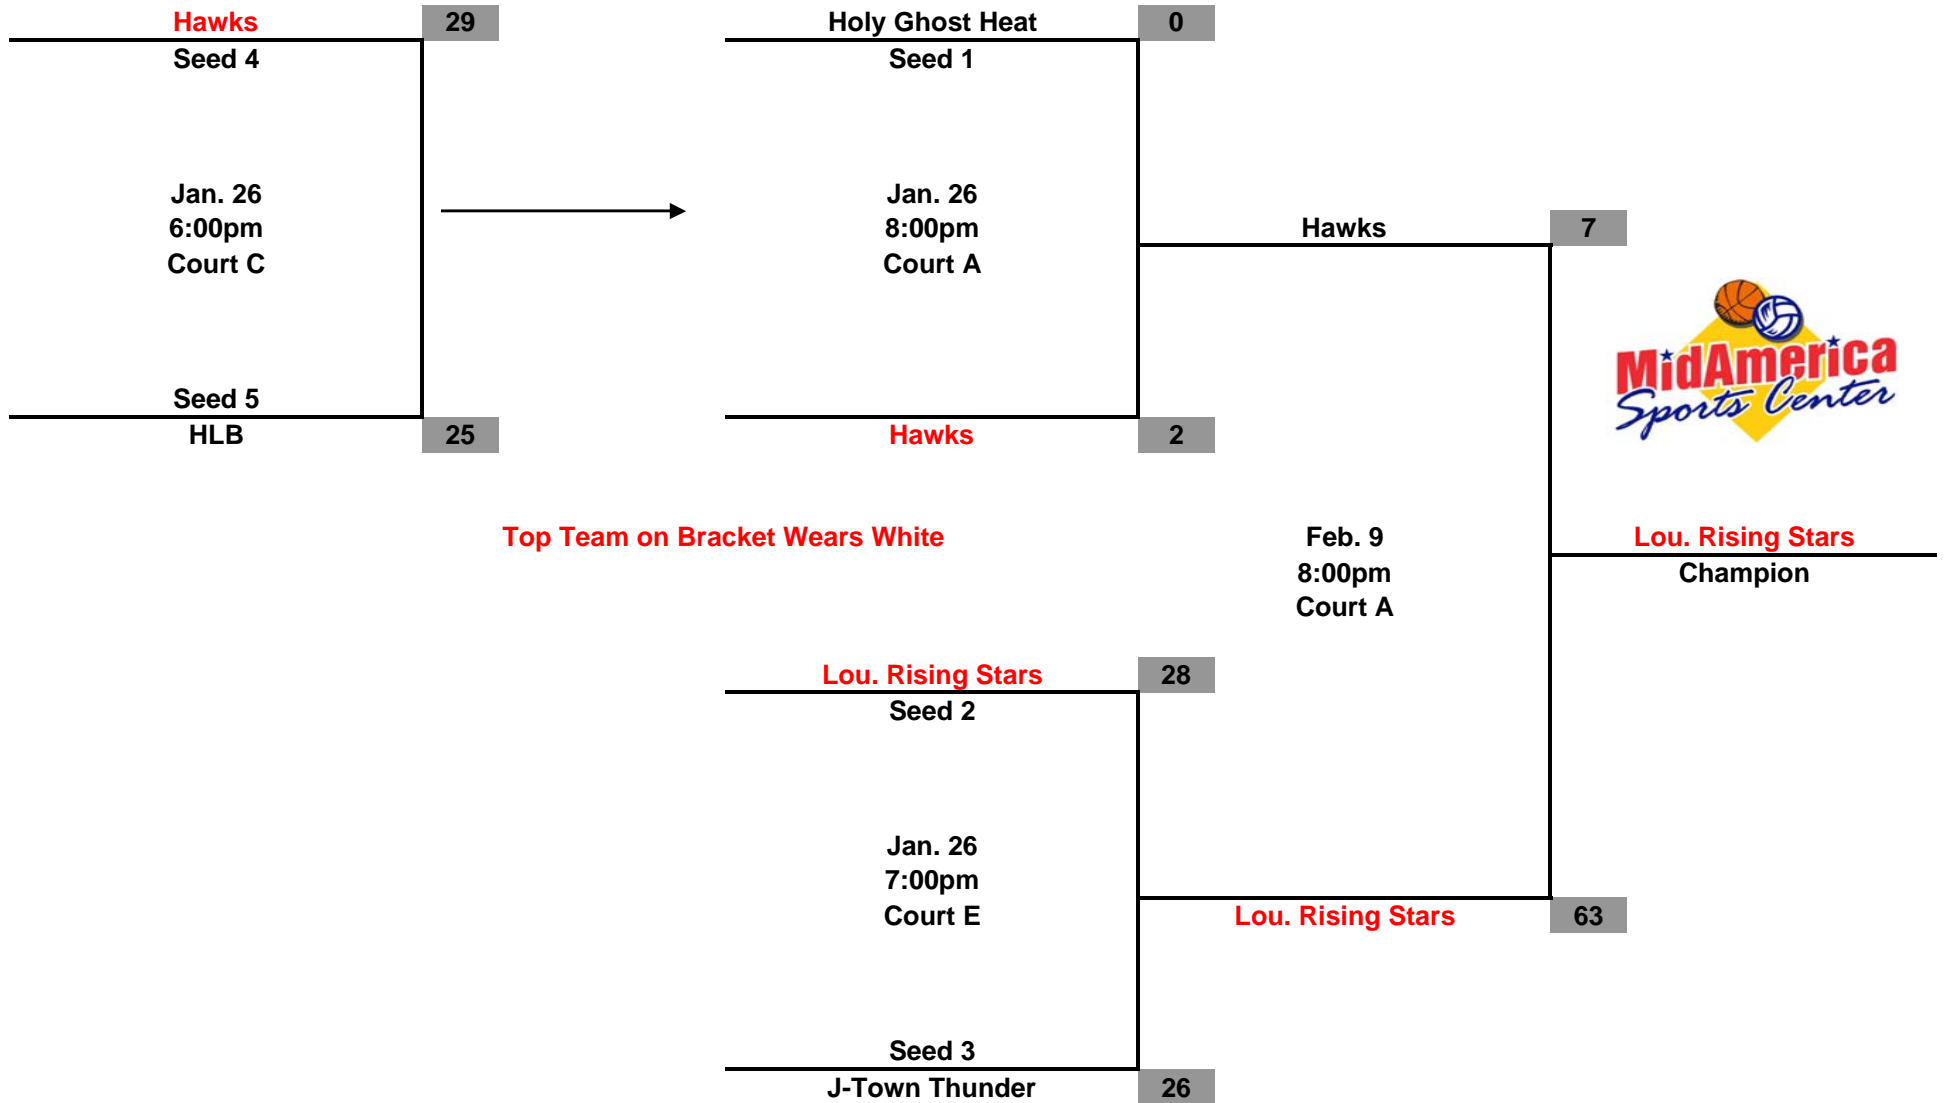 Hawks 29
Seed 4
Jan. 26
6:00pm
Court C
Seed 5
HLB 25
Holy Ghost Heat 0
Seed 1
Jan. 26
8:00pm
Court A
Hawks 2
Hawks 7
MidAmerica
Sports Center
Top Team on Bracket Wears White
Feb. 9
8:00pm
Court A
Lou. Rising Stars
Champion
Lou. Rising Stars 28
Seed 2
Jan. 26
7:00pm
Court E
Lou. Rising Stars 63
Seed 3
J-Town Thunder 26